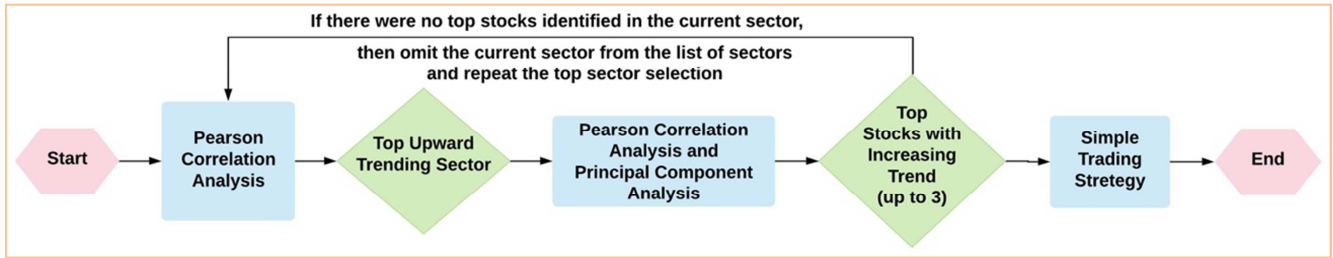 If there were no top stocks identified in the current sector,
then omit the current sector from the list of sectors
and repeat the top sector selection
Start
Pearson
Correlation
Analysis
Top Upward
Trending Sector
Pearson Correlation
Analysis and
Principal Component
Analysis
Top
Stocks with
Increasing
Trend
(up to 3)
Simple
Trading
Stretegy
End